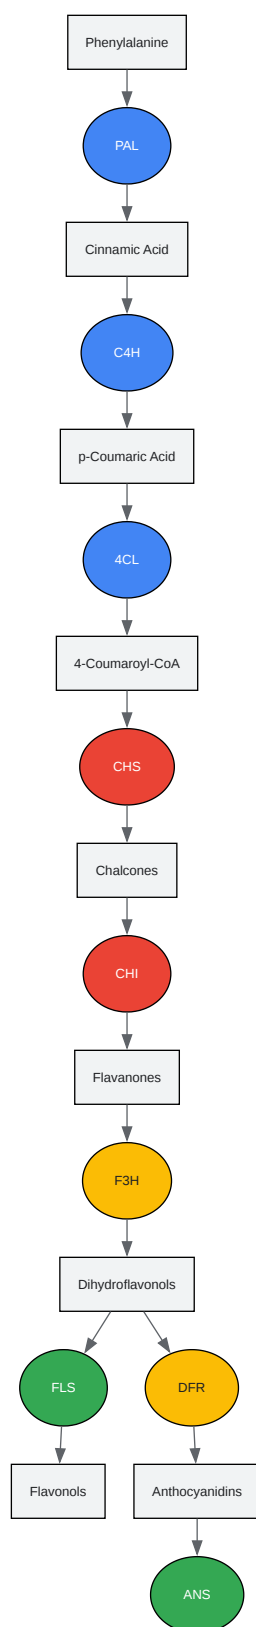 Phenylalanine
PAL
Cinnamic Acid
C4H
p-Coumaric Acid
4CL
4-Coumaroyl-CoA
CHS
Chalcones
CHI
Flavanones
F3H
Dihydroflavonols
FLS
DFR
Flavonols
Anthocyanidins
ANS